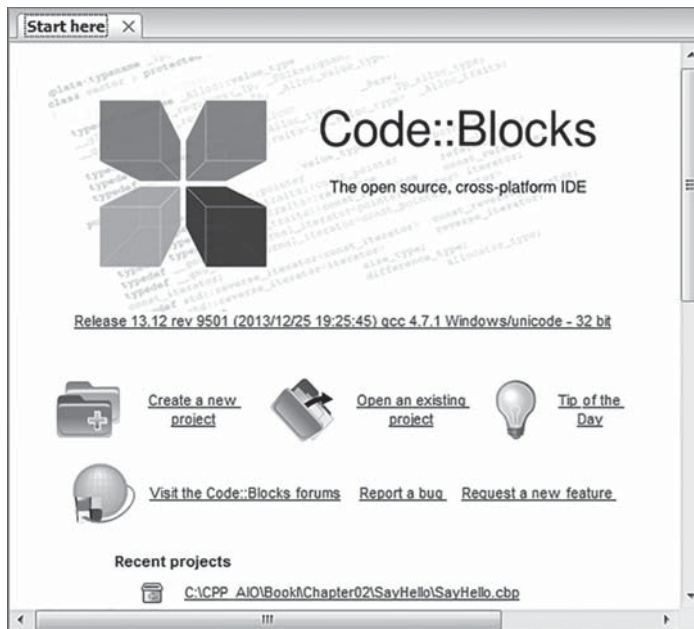 Start here
Code::Blocks
The open source, cross-platform IDE
Release 13.12 rev 9501 (2013/12/25 19:25:45) gcc 4.7.1 Windows/unicode - 32 bit
Create a new project
Open an existing project
Tip of the Day
Visit the Code::Blocks forums Report a bug Request a new feature
Recent projects
C:\CPP_AIO\BookI\Chapter02\SayHello\SayHello.cbp